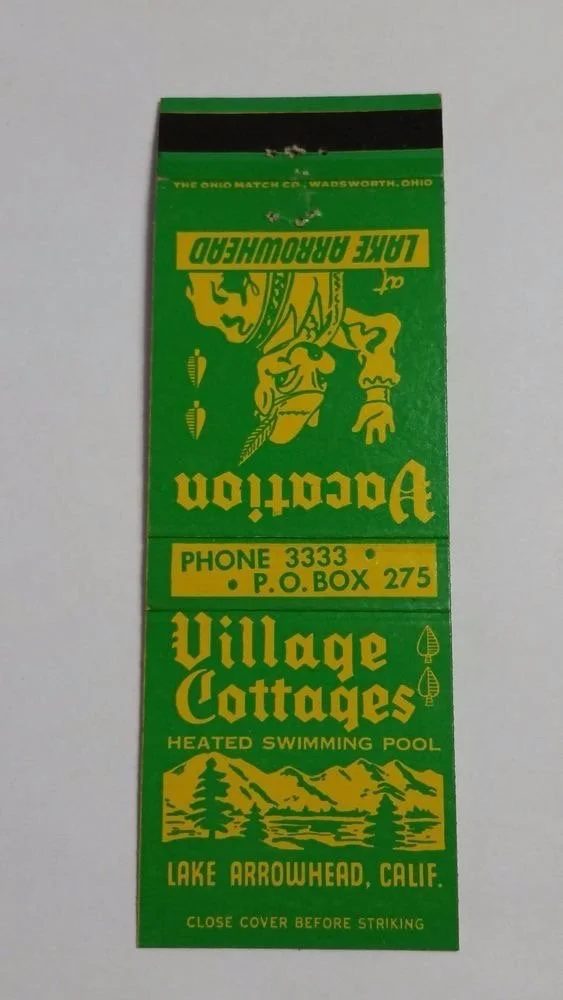 THE OHIO MATCH CO., WADSWORTH, OHIO
Vacation
at
LAKE ARROWHEAD
PHONE 3333 •
• P.O. BOX 275
Village
Cottages
HEATED SWIMMING POOL
LAKE ARROWHEAD, CALIF.
CLOSE COVER BEFORE STRIKING